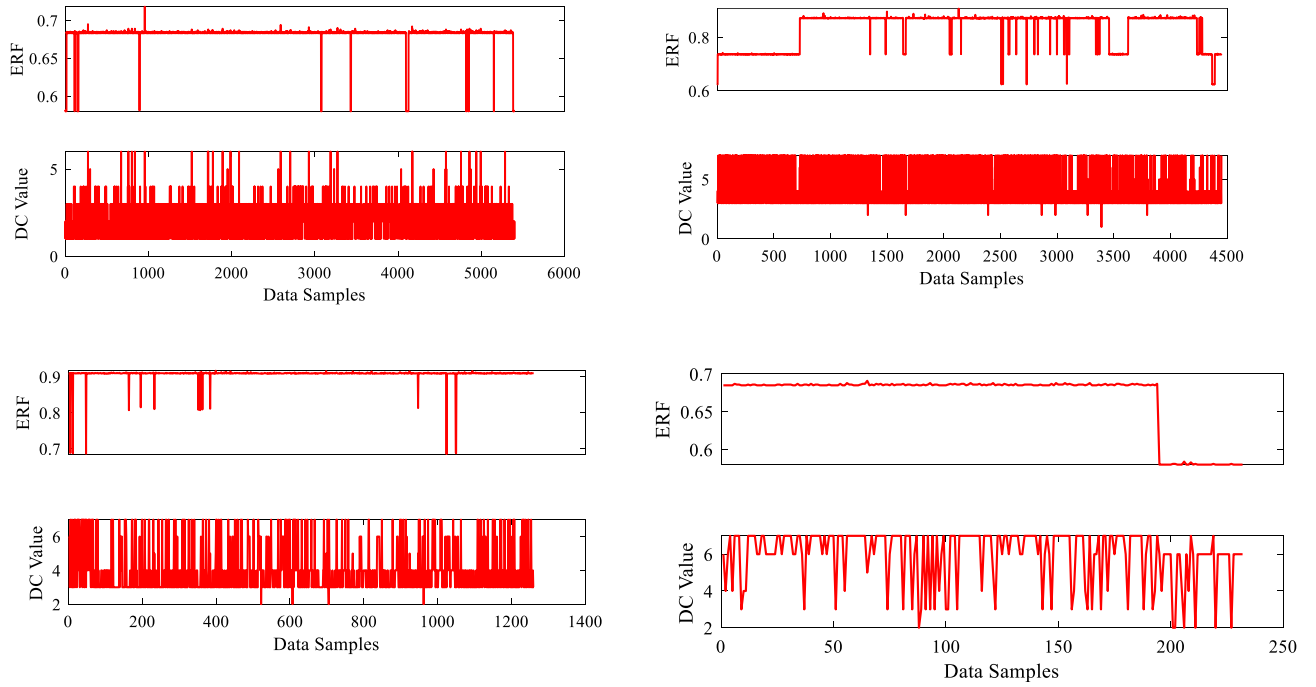 0.7
0.65
0.6
ERF
5
0
DC Value
0 1000 2000 3000 4000 5000 6000
Data Samples
0.8
0.6
ERF
5
0
DC Value
0 500 1000 1500 2000 2500 3000 3500 4000 4500
Data Samples
0.9
0.8
0.7
ERF
6
4
2
DC Value
0 200 400 600 800 1000 1200 1400
Data Samples
0.7
0.65
0.6
ERF
6
4
2
DC Value
0 50 100 150 200 250
Data Samples